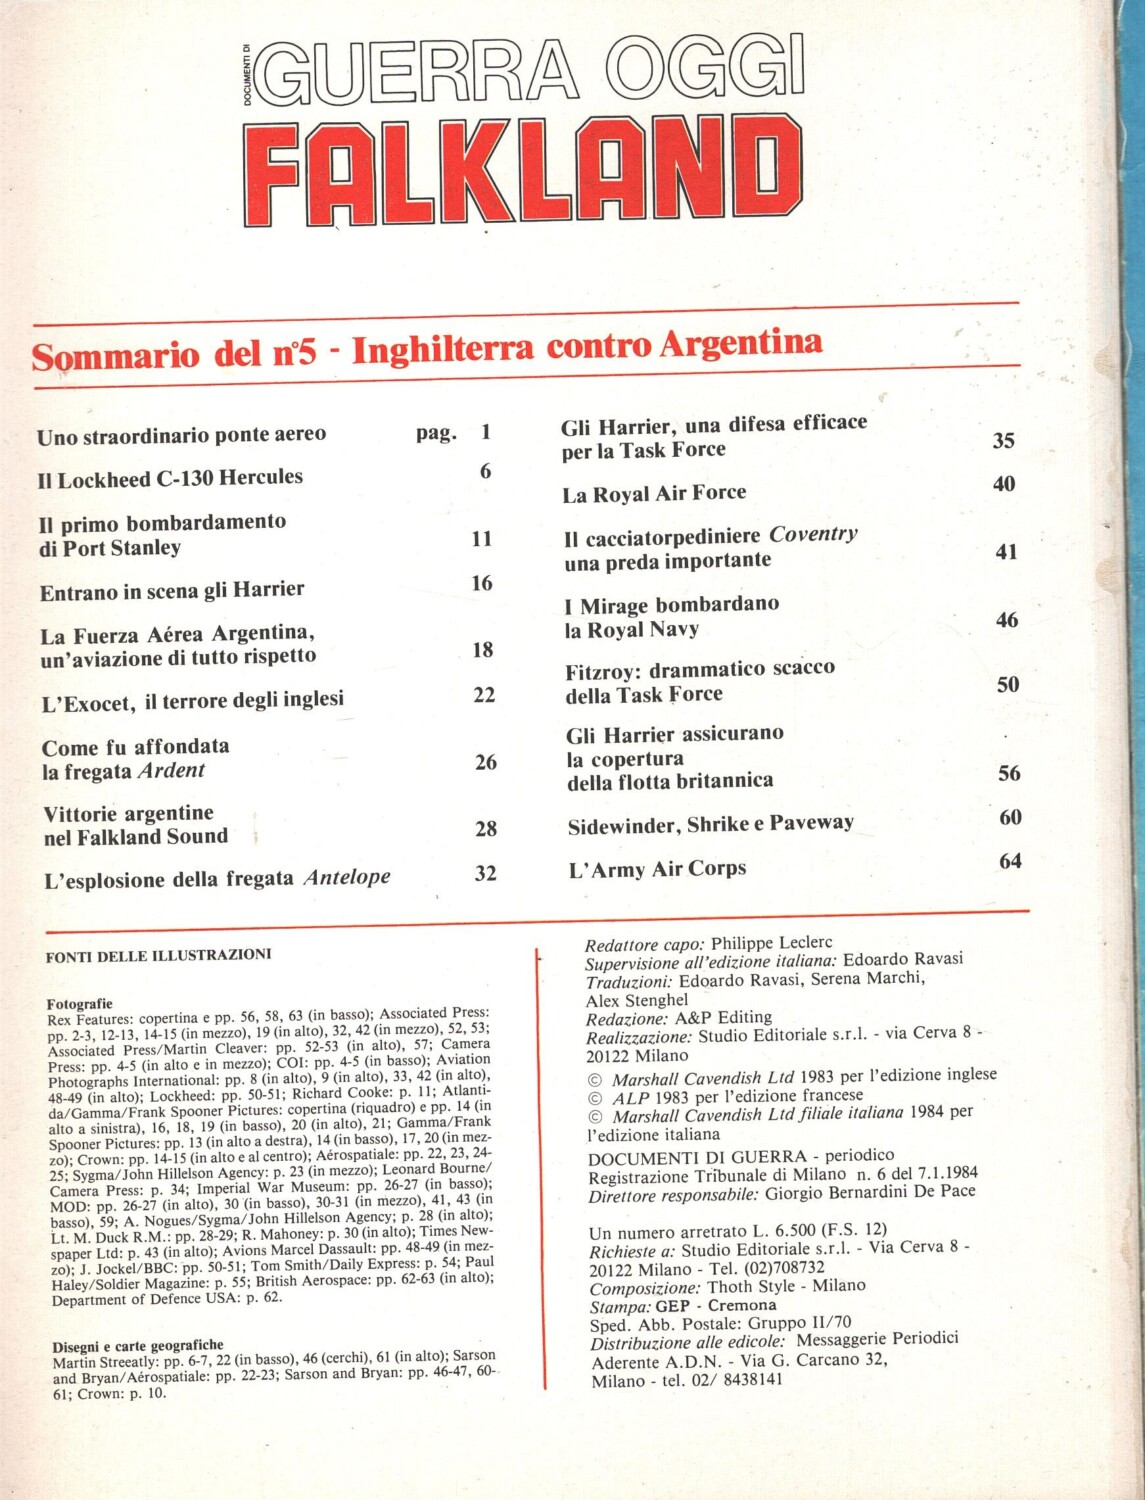 DOCUMENTI DI
GUERRA OGGI
FALKLAND
Sommario del n°5 - Inghilterra contro Argentina
Uno straordinario ponte aereo pag. 1
Il Lockheed C-130 Hercules 6
Il primo bombardamento
di Port Stanley 11
Entrano in scena gli Harrier 16
La Fuerza Aérea Argentina,
un'aviazione di tutto rispetto 18
L'Exocet, il terrore degli inglesi 22
Come fu affondata
la fregata Ardent 26
Vittorie argentine
nel Falkland Sound 28
L'esplosione della fregata Antelope 32
Gli Harrier, una difesa efficace
per la Task Force 35
La Royal Air Force 40
Il cacciatorpediniere Coventry
una preda importante 41
I Mirage bombardano
la Royal Navy 46
Fitzroy: drammatico scacco
della Task Force 50
Gli Harrier assicurano
la copertura
della flotta britannica 56
Sidewinder, Shrike e Paveway 60
L'Army Air Corps 64
FONTI DELLE ILLUSTRAZIONI
Fotografie
Rex Features: copertina e pp. 56, 58, 63 (in basso); Associated Press:
pp. 2-3, 12-13, 14-15 (in mezzo), 19 (in alto), 32, 42 (in mezzo), 52, 53;
Associated Press/Martin Cleaver: pp. 52-53 (in alto), 57; Camera
Press: pp. 4-5 (in alto e in mezzo); COI: pp. 4-5 (in basso); Aviation
Photographs International: pp. 8 (in alto), 9 (in alto), 33, 42 (in alto),
48-49 (in alto); Lockheed: pp. 50-51; Richard Cooke: p. 11; Atlanti-
da/Gamma/Frank Spooner Pictures: copertina (riquadro) e pp. 14 (in
alto a sinistra), 16, 18, 19 (in basso), 20 (in alto), 21; Gamma/Frank
Spooner Pictures: pp. 13 (in alto a destra), 14 (in basso), 17, 20 (in mez-
zo); Crown: pp. 14-15 (in alto e al centro); Aérospatiale: pp. 22, 23, 24-
25; Sygma/John Hillelson Agency: p. 23 (in mezzo); Leonard Bourne/
Camera Press: p. 34; Imperial War Museum: pp. 26-27 (in basso);
MOD: pp. 26-27 (in alto), 30 (in basso), 30-31 (in mezzo), 41, 43 (in
basso), 59; A. Nogues/Sygma/John Hillelson Agency; p. 28 (in alto);
Lt. M. Duck R.M.: pp. 28-29; R. Mahoney: p. 30 (in alto); Times New-
spaper Ltd: p. 43 (in alto); Avions Marcel Dassault: pp. 48-49 (in mez-
zo); J. Jockel/BBC: pp. 50-51; Tom Smith/Daily Express: p. 54; Paul
Haley/Soldier Magazine: p. 55; British Aerospace: pp. 62-63 (in alto);
Department of Defence USA: p. 62.
Disegni e carte geografiche
Martin Streeatly: pp. 6-7, 22 (in basso), 46 (cerchi), 61 (in alto); Sarson
and Bryan/Aérospatiale: pp. 22-23; Sarson and Bryan: pp. 46-47, 60-
61; Crown: p. 10.
Redattore capo: Philippe Leclerc
Supervisione all'edizione italiana: Edoardo Ravasi
Traduzioni: Edoardo Ravasi, Serena Marchi,
Alex Stenghel
Redazione: A&P Editing
Realizzazione: Studio Editoriale s.r.l. - via Cerva 8 -
20122 Milano
© Marshall Cavendish Ltd 1983 per l'edizione inglese
© ALP 1983 per l'edizione francese
© Marshall Cavendish Ltd filiale italiana 1984 per
l'edizione italiana
DOCUMENTI DI GUERRA - periodico
Registrazione Tribunale di Milano n. 6 del 7.1.1984
Direttore responsabile: Giorgio Bernardini De Pace
Un numero arretrato L. 6.500 (F.S. 12)
Richieste a: Studio Editoriale s.r.l. - Via Cerva 8 -
20122 Milano - Tel. (02)708732
Composizione: Thoth Style - Milano
Stampa: GEP - Cremona
Sped. Abb. Postale: Gruppo II/70
Distribuzione alle edicole: Messaggerie Periodici
Aderente A.D.N. - Via G. Carcano 32,
Milano - tel. 02/ 8438141